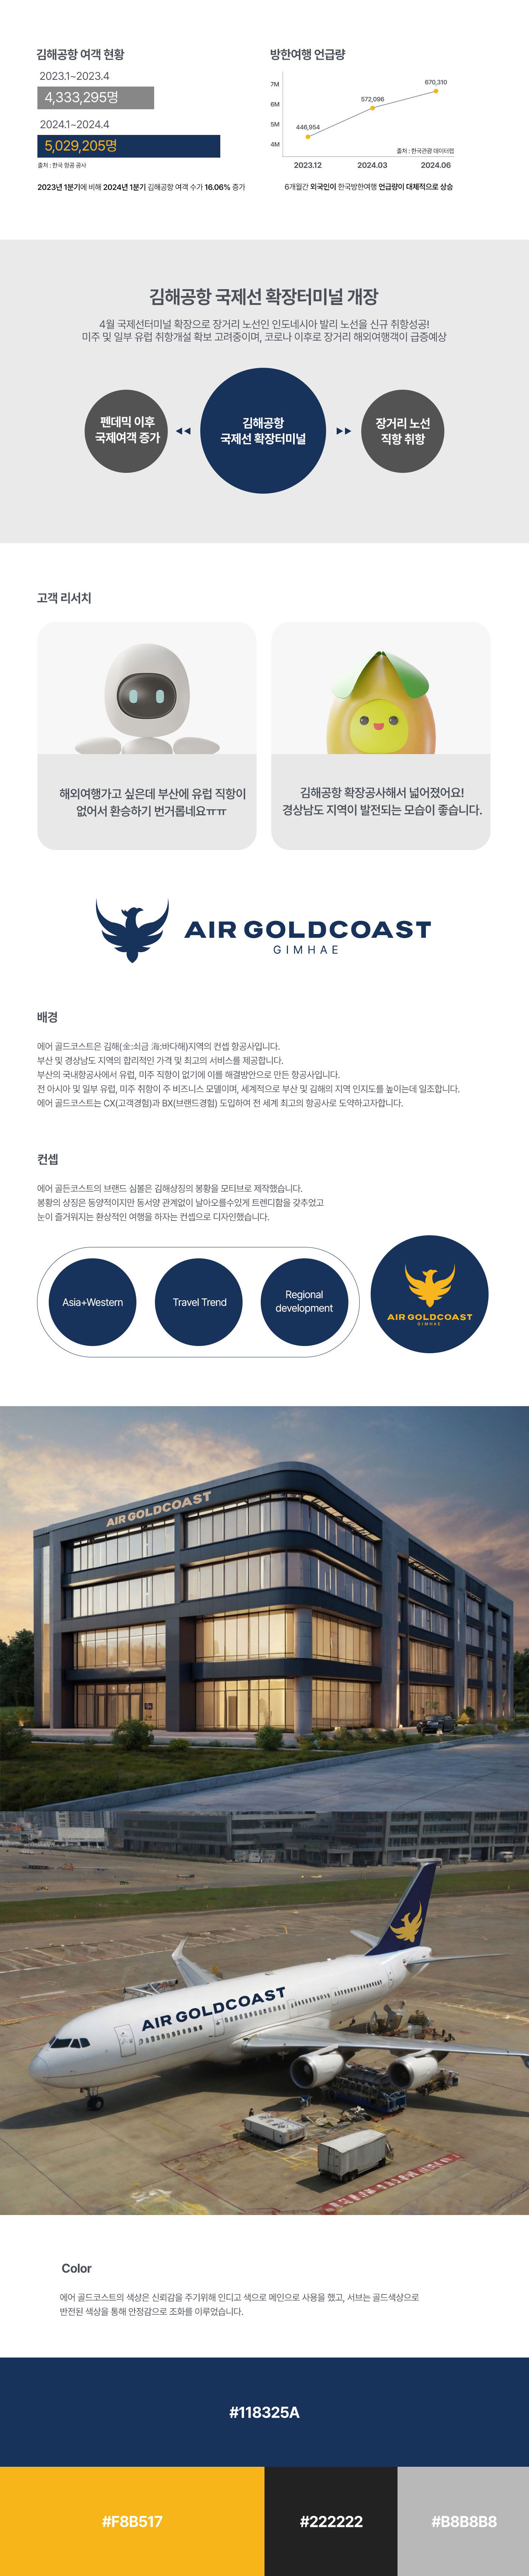 김해공항 여객 현황
2023.1~2023.4
4,333,295명
2024.1~2024.4
5,029,205명
출처 : 한국 항공 공사
2023년 1분기에 비해 2024년 1분기 김해공항 여객 수가 16.06% 증가
방한여행 언급량
7M
6M
5M
4M
446,954
572,096
670,310
출처 : 한국관광 데이터랩
2023.12
2024.03
2024.06
6개월간 외국인이 한국방한여행 언급량이 대체적으로 상승
김해공항 국제선 확장터미널 개장
4월 국제선터미널 확장으로 장거리 노선인 인도네시아 발리 노선을 신규 취항성공!
미주 및 일부 유럽 취항개설 확보 고려중이며, 코로나 이후로 장거리 해외여행객이 급증예상
펜데믹 이후
국제여객 증가
김해공항
국제선 확장터미널
장거리 노선
직항 취항
고객 리서치
해외여행가고 싶은데 부산에 유럽 직항이
없어서 환승하기 번거롭네요ㅠㅠ
김해공항 확장공사해서 넓어졌어요!
경상남도 지역이 발전되는 모습이 좋습니다.
AIR GOLDCOAST
GIMHAE
배경
에어 골드코스트은 김해(金:쇠금 海:바다해)지역의 컨셉 항공사입니다.
부산 및 경상남도 지역의 합리적인 가격 및 최고의 서비스를 제공합니다.
부산의 국내항공사에서 유럽, 미주 직항이 없기에 이를 해결방안으로 만든 항공사입니다.
전 아시아 및 일부 유럽, 미주 취항이 주 비즈니스 모델이며, 세계적으로 부산 및 김해의 지역 인지도를 높이는데 일조합니다.
에어 골드코스트는 CX(고객경험)과 BX(브랜드경험) 도입하여 전 세계 최고의 항공사로 도약하고자합니다.
컨셉
에어 골든코스트의 브랜드 심볼은 김해상징의 봉황을 모티브로 제작했습니다.
봉황의 상징은 동양적이지만 동서양 관계없이 날아오를수있게 트렌디함을 갖추었고
눈이 즐거워지는 환상적인 여행을 하자는 컨셉으로 디자인했습니다.
Asia+Western
Travel Trend
Regional
development
AIR GOLDCOAST
GIMHAE
AIR GOLDCOAST
AIR GOLDCOAST
Color
에어 골드코스트의 색상은 신뢰감을 주기위해 인디고 색으로 메인으로 사용을 했고, 서브는 골드색상으로
반전된 색상을 통해 안정감으로 조화를 이루었습니다.
#118325A
#F8B517
#222222
#B8B8B8